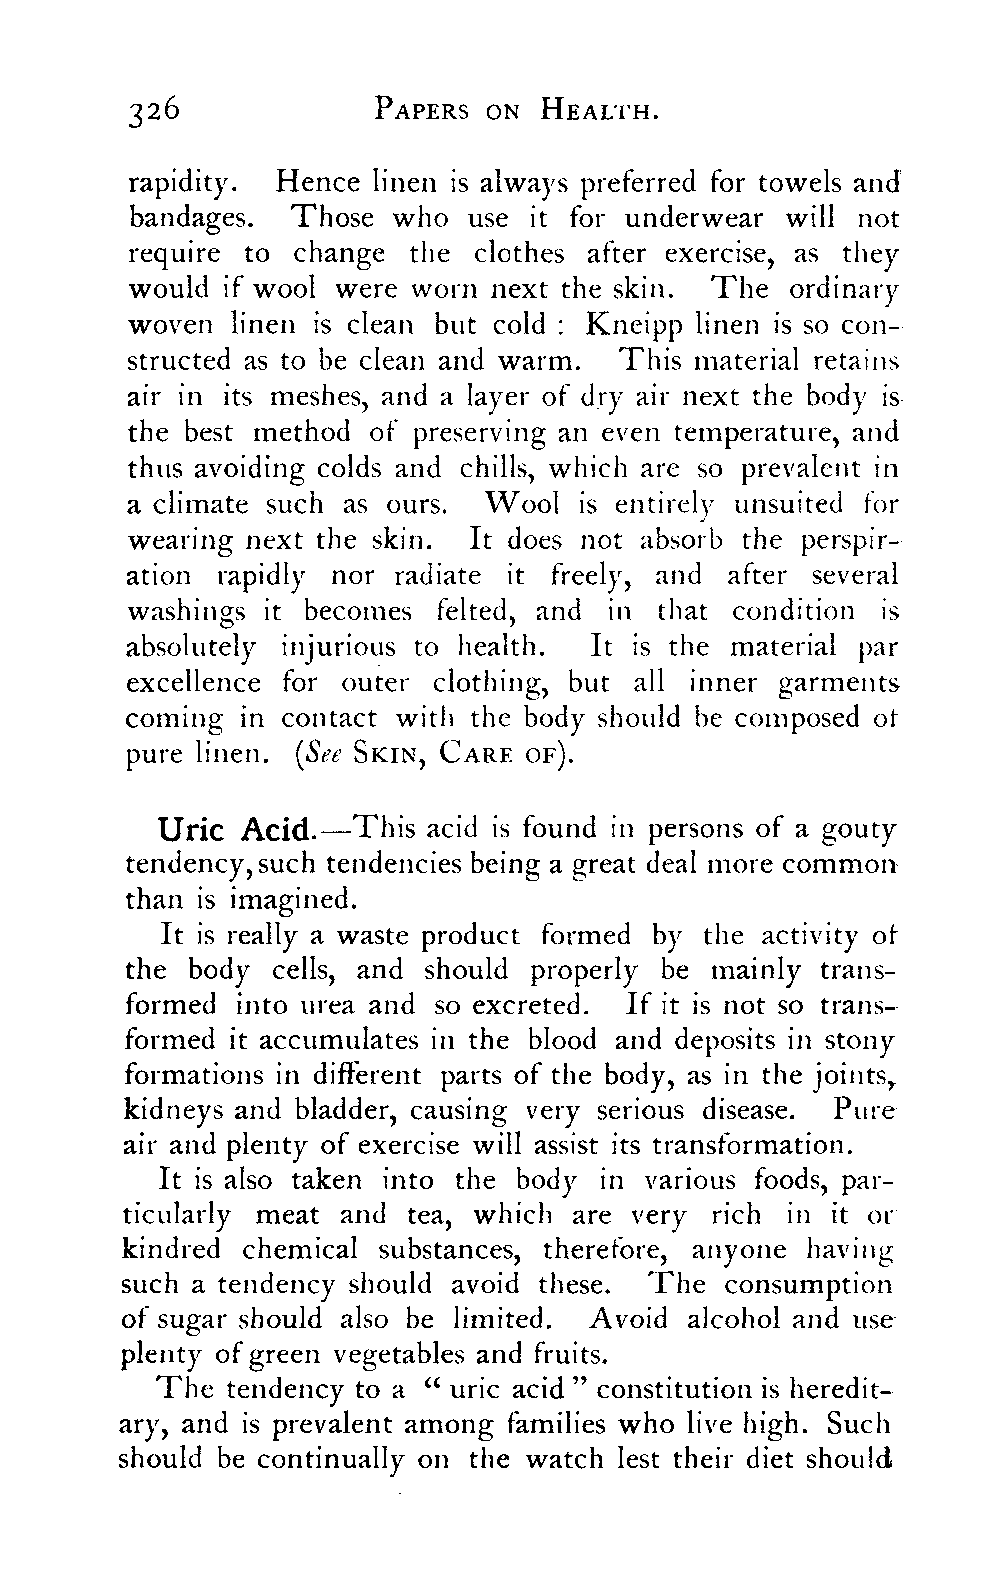 326 PAPERS ON HEALTH.
rapidity. Hence linen is always preferred for towels and
bandages. Those who use it for underwear will not
require to change the clothes after exercise, as they
would if wool were worn next the skin. The ordinary
woven linen is clean but cold : Kneipp linen is so con-
structed as to be clean and warm. This material retains
air in its meshes, and a layer of dry air next the body is
the best method of preserving an even temperature, and
thus avoiding colds and chills, which are so prevalent in
a climate such as ours. Wool is entirely unsuited for
wearing next the skin. It does not absorb the perspir-
ation rapidly nor radiate it freely, and after several
washings it becomes felted, and in that condition is
absolutely injurious to health. It is the material par
excellence for outer clothing, but all inner garments
coming in contact with the body should be composed of
pure linen. (See SKIN, CARE OF).
Uric Acid.—This acid is found in persons of a gouty
tendency, such tendencies being a great deal more common
than is imagined.
It is really a waste product formed by the activity of
the body cells, and should properly be mainly trans-
formed into urea and so excreted. If it is not so trans-
formed it accumulates in the blood and deposits in stony
formations in different parts of the body, as in the joints,
kidneys and bladder, causing very serious disease. Pure
air and plenty of exercise will assist its transformation.
It is also taken into the body in various foods, par-
ticularly meat and tea, which are very rich in it or
kindred chemical substances, therefore, anyone having
such a tendency should avoid these. The consumption
of sugar should also be limited. Avoid alcohol and use
plenty of green vegetables and fruits.
The tendency to a “ uric acid ” constitution is heredit-
ary, and is prevalent among families who live high. Such
should be continually on the watch lest their diet should